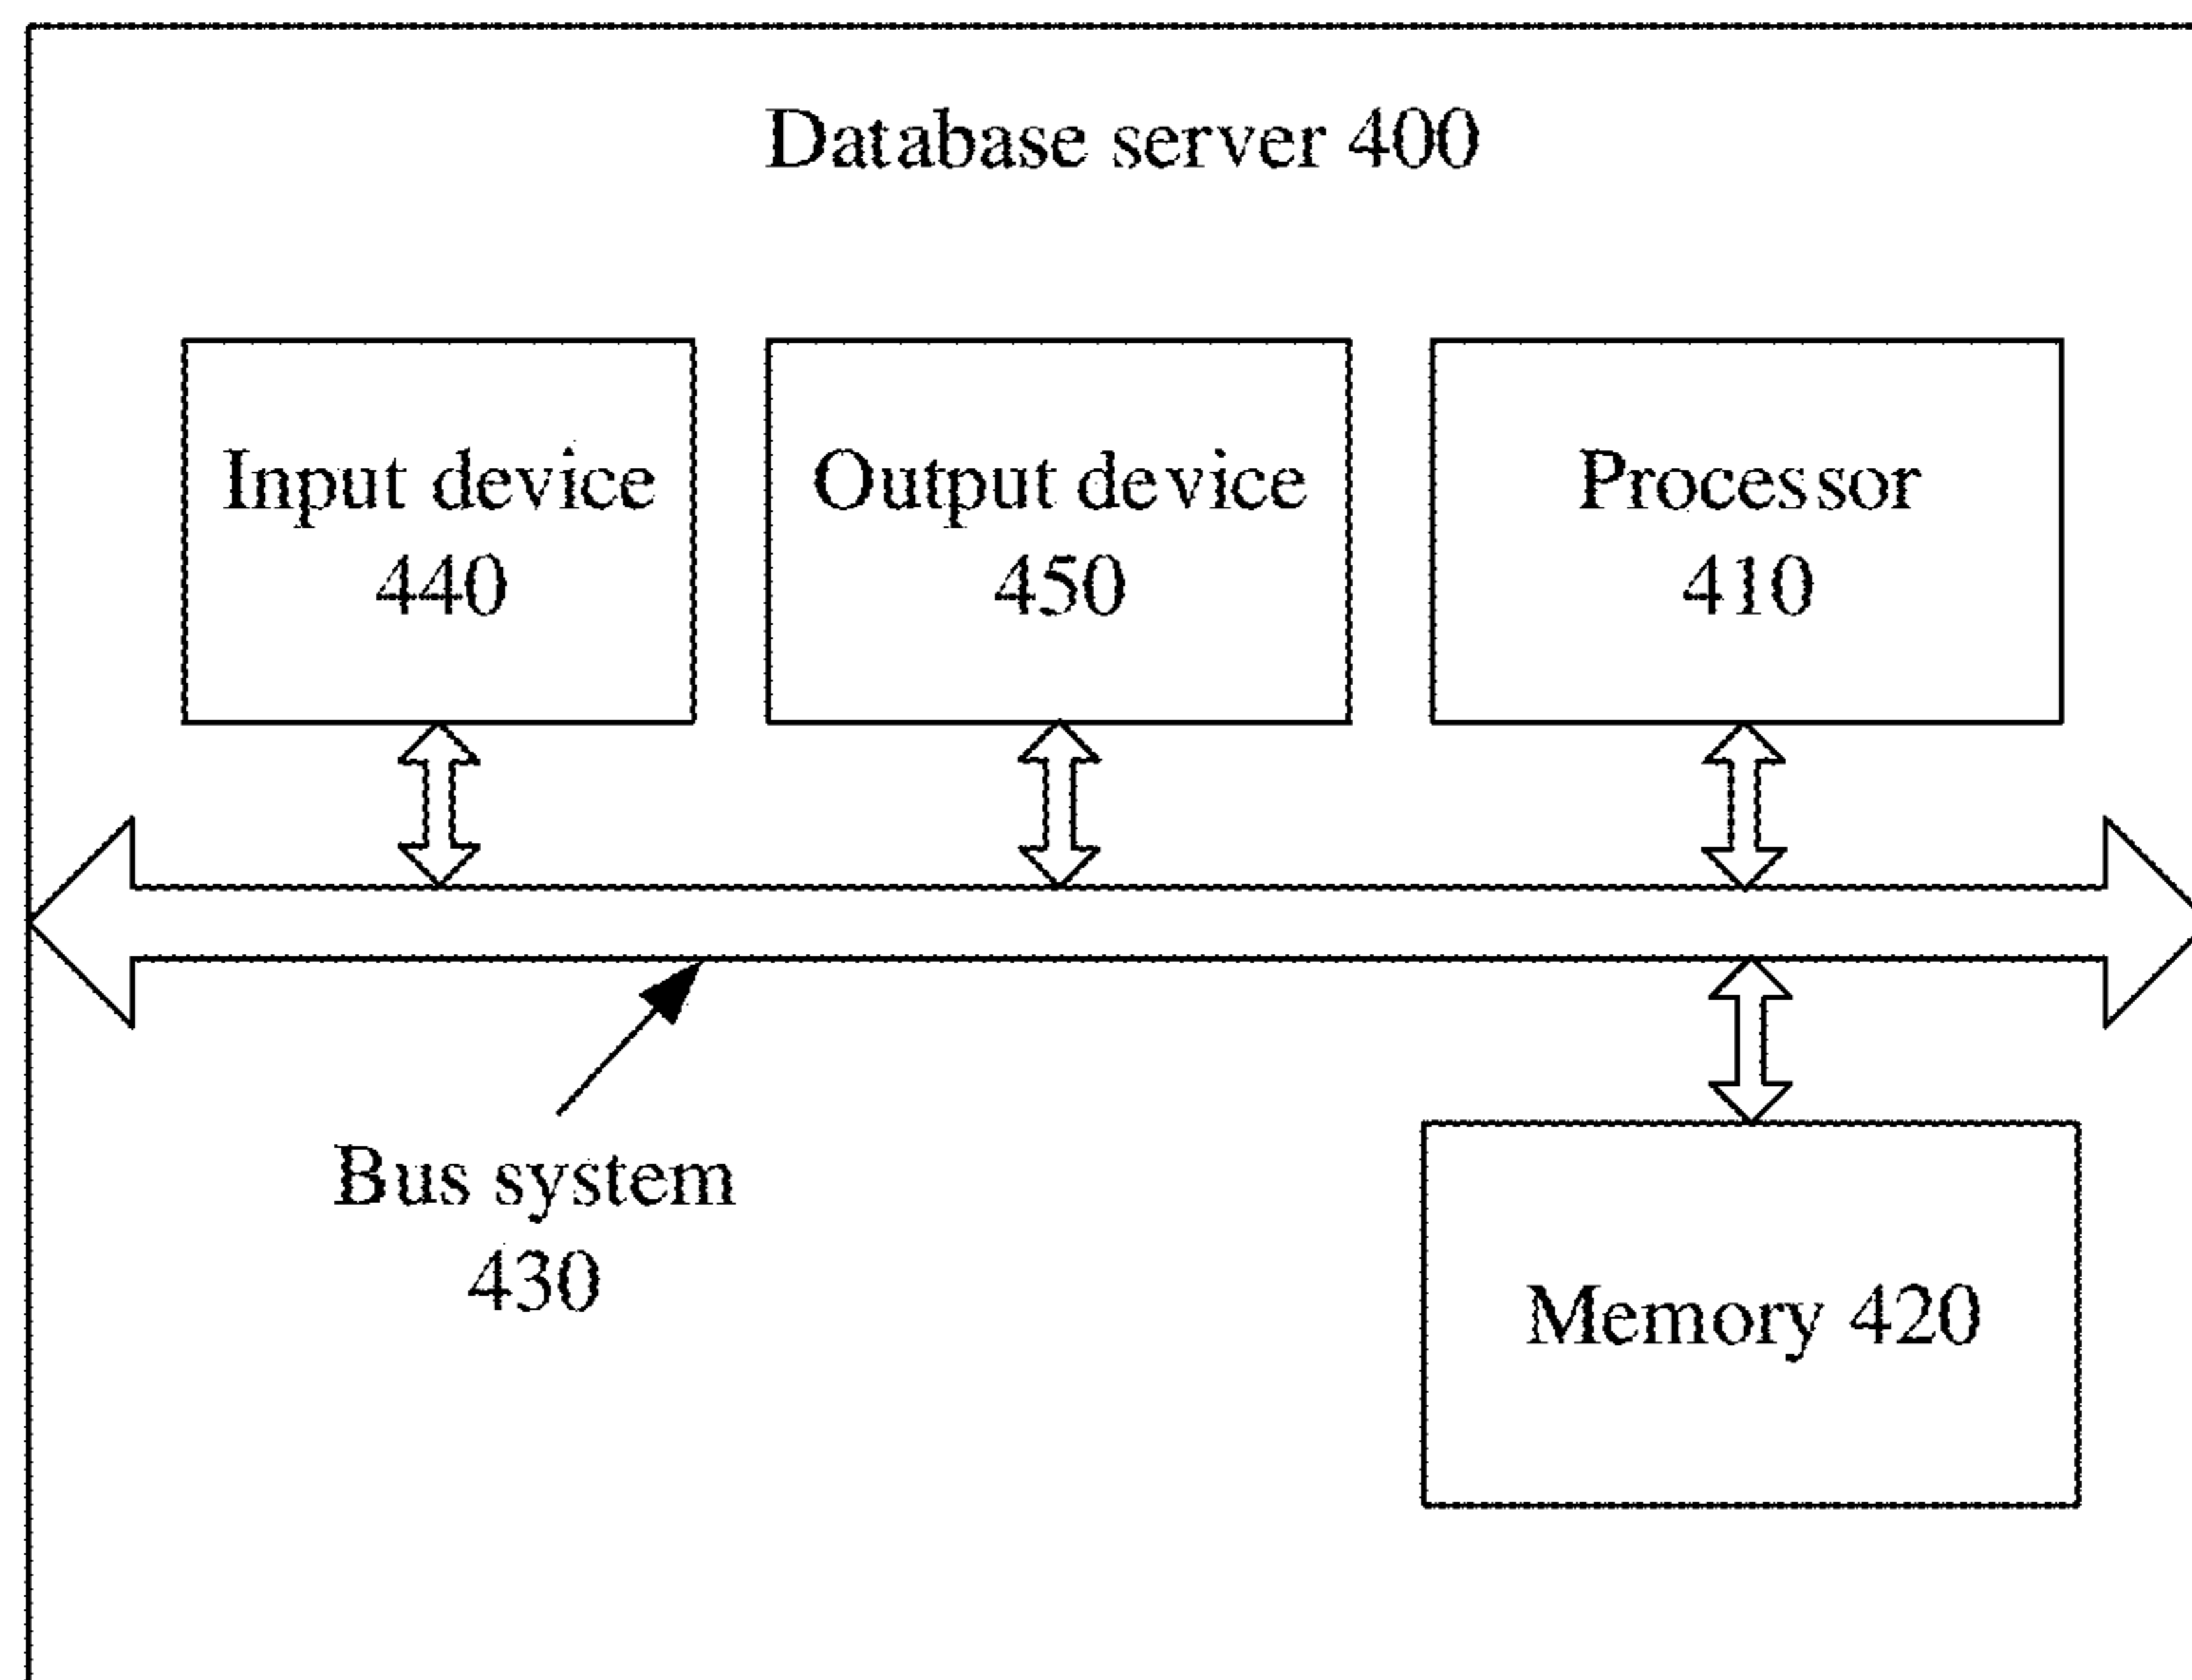 Database server 400
Input device
440
Output device
450
Processor
410
Bus system
430
Memory 420